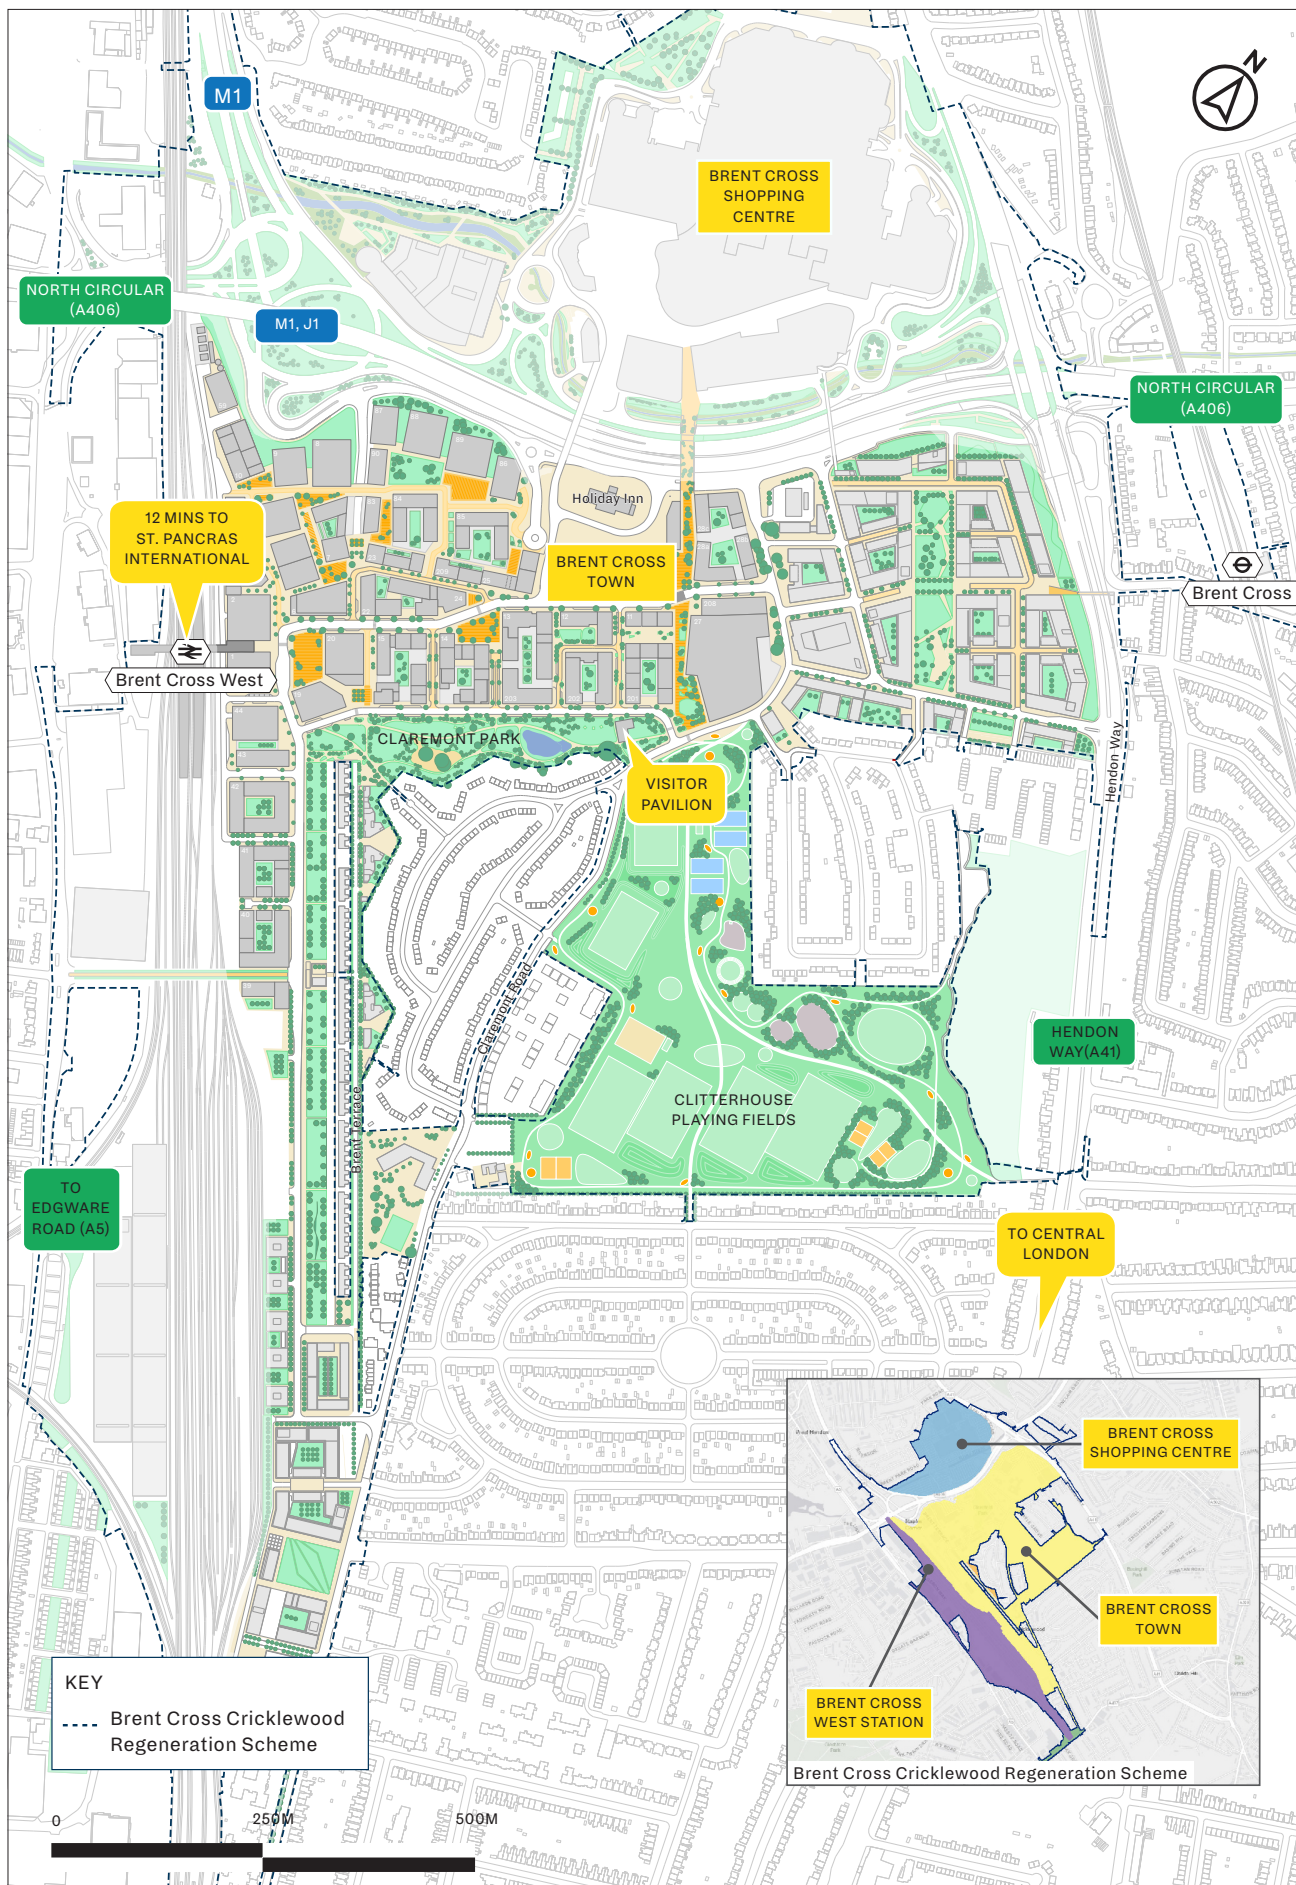 M1
N
BRENT CROSS
SHOPPING
CENTRE
NORTH CIRCULAR
(A406)
M1, J1
NORTH CIRCULAR
(A406)
Holiday Inn
12 MINS TO
ST. PANCRAS
INTERNATIONAL
BRENT CROSS
TOWN
Brent Cross
Brent Cross West
CLAREMONT PARK
Hendon Way
VISITOR
PAVILION
Claremont Road
HENDON
WAY(A41)
CLITTERHOUSE
PLAYING FIELDS
Brent Terrace
TO
EDGWARE
ROAD (A5)
TO CENTRAL
LONDON
BRENT CROSS
SHOPPING CENTRE
BRENT CROSS
TOWN
BRENT CROSS
WEST STATION
Brent Cross Cricklewood Regeneration Scheme
KEY
Brent Cross Cricklewood
Regeneration Scheme
0
250M
500M